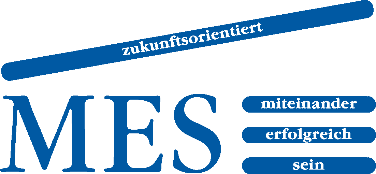 zukunftsorientiert
MES
miteinander
erfolgreich
sein